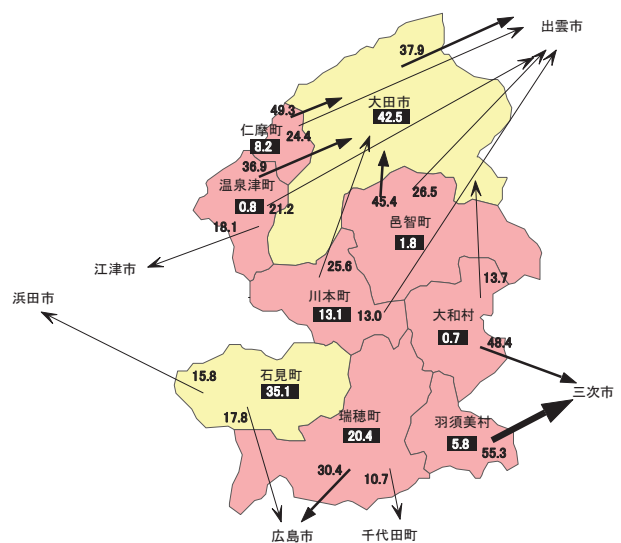 出雲市
37.9
大田市
42.5
49.3
仁摩町
24.4
8.2
36.9
温泉津町
0.8
21.2
18.1
45.4
26.5
邑智町
1.8
江津市
25.6
13.7
浜田市
川本町
13.1
13.0
大和村
0.7
48.4
15.8
石見町
35.1
三次市
17.8
瑞穂町
20.4
羽須美村
5.8
55.3
30.4
10.7
広島市
千代田町